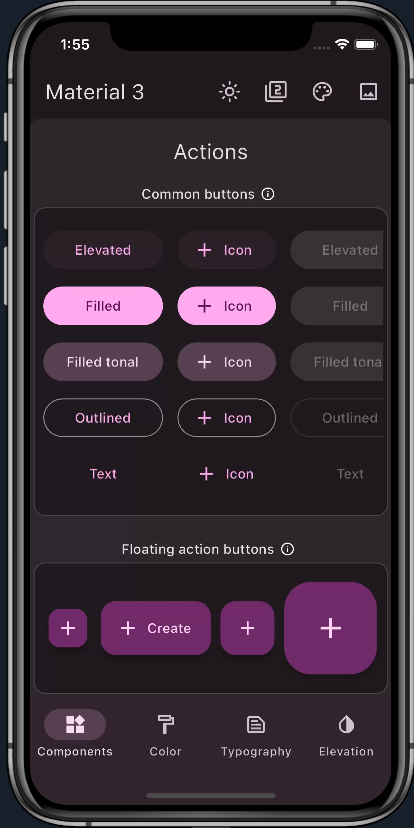 1:55
Material 3
2
Actions
Common buttons
Elevated Icon Elevated
Filled Icon Filled
Filled tonal Icon Filled tona
Outlined Icon Outlined
Text Icon Text
Floating action buttons
Create
Components Color Typography Elevation